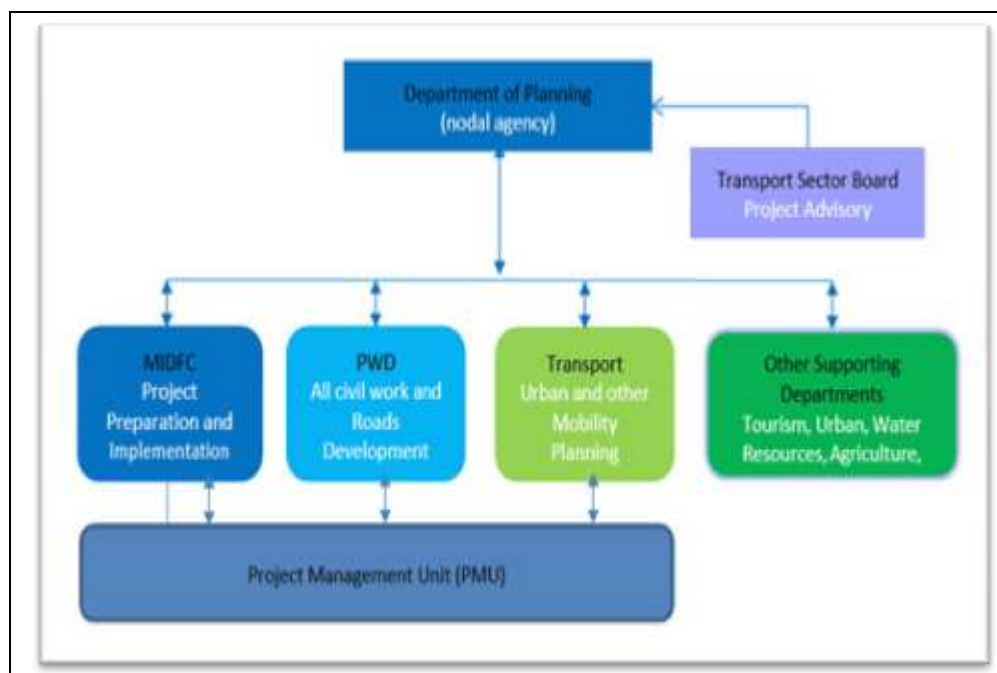 Department of Planning
(nodal agency)
Transport Sector Board
Project Advisory
MIDFC
Project
Preparation and
Implementation
PWD
All civil work and
Roads
Development
Transport
Urban and other
Mobility
Planning
Other Supporting
Departments
Tourism, Urban, Water
Resources, Agriculture,
Project Management Unit (PMU)